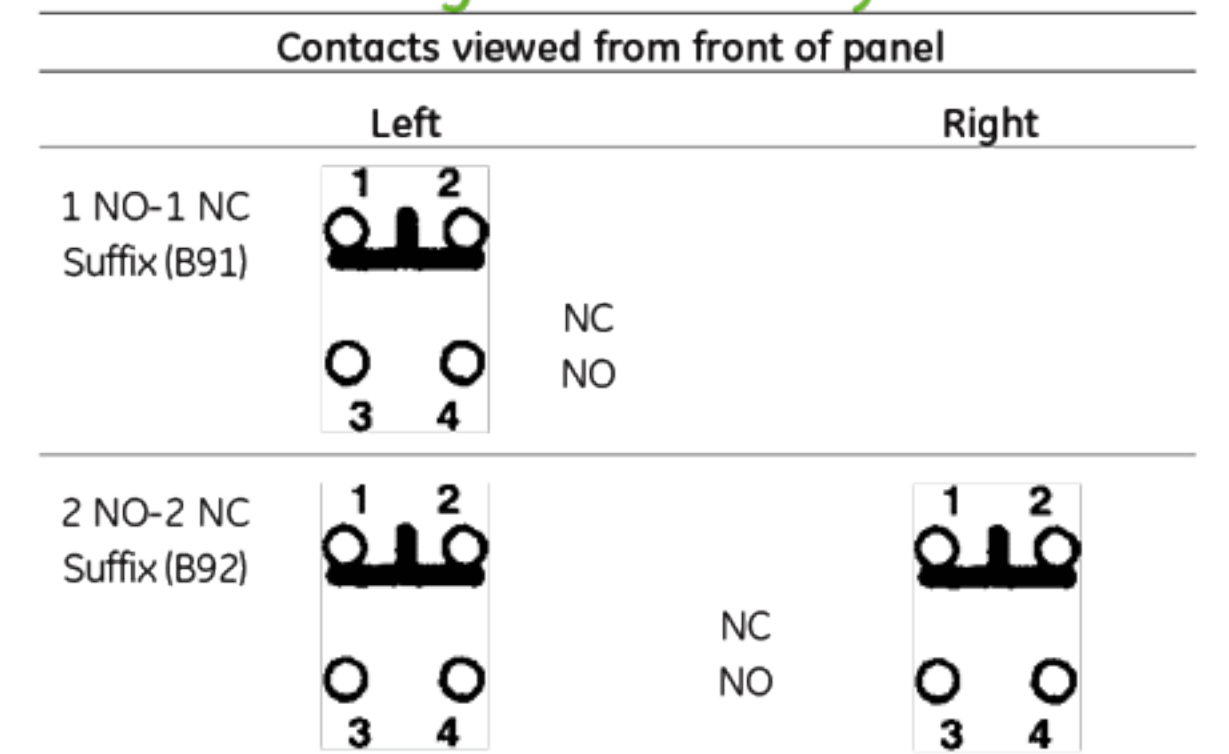 Contacts viewed from front of panel
Left Right
1 2
1 NO-1 NC
Suffix (B91)
NC
NO
3 4
1 2 1 2
2 NO-2 NC
Suffix (B92)
NC
NO
3 4 3 4